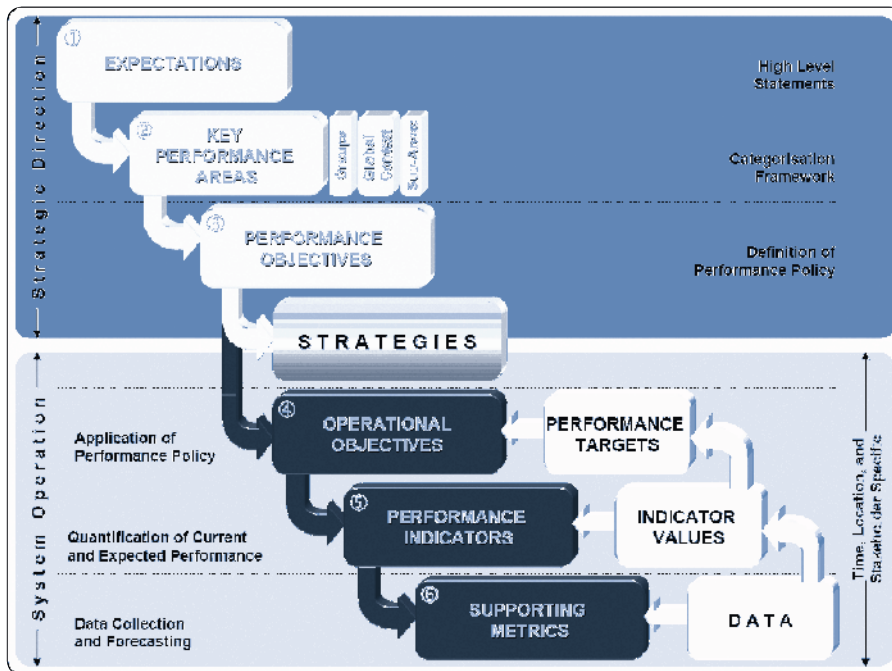 Strategic Direction
①
EXPECTATIONS
High Level
Statements
②
KEY
PERFORMANCE
AREAS
Groups
Global
Context
Sub-Areas
Categorisation
Framework
③
PERFORMANCE
OBJECTIVES
Definition of
Performance Policy
STRATEGIES
System Operation
Application of
Performance Policy
④
OPERATIONAL
OBJECTIVES
PERFORMANCE
TARGETS
Quantification of Current
and Expected Performance
⑤
PERFORMANCE
INDICATORS
INDICATOR
VALUES
Data Collection
and Forecasting
⑥
SUPPORTING
METRICS
DATA
Time, Location, and
Stakeholder Specific